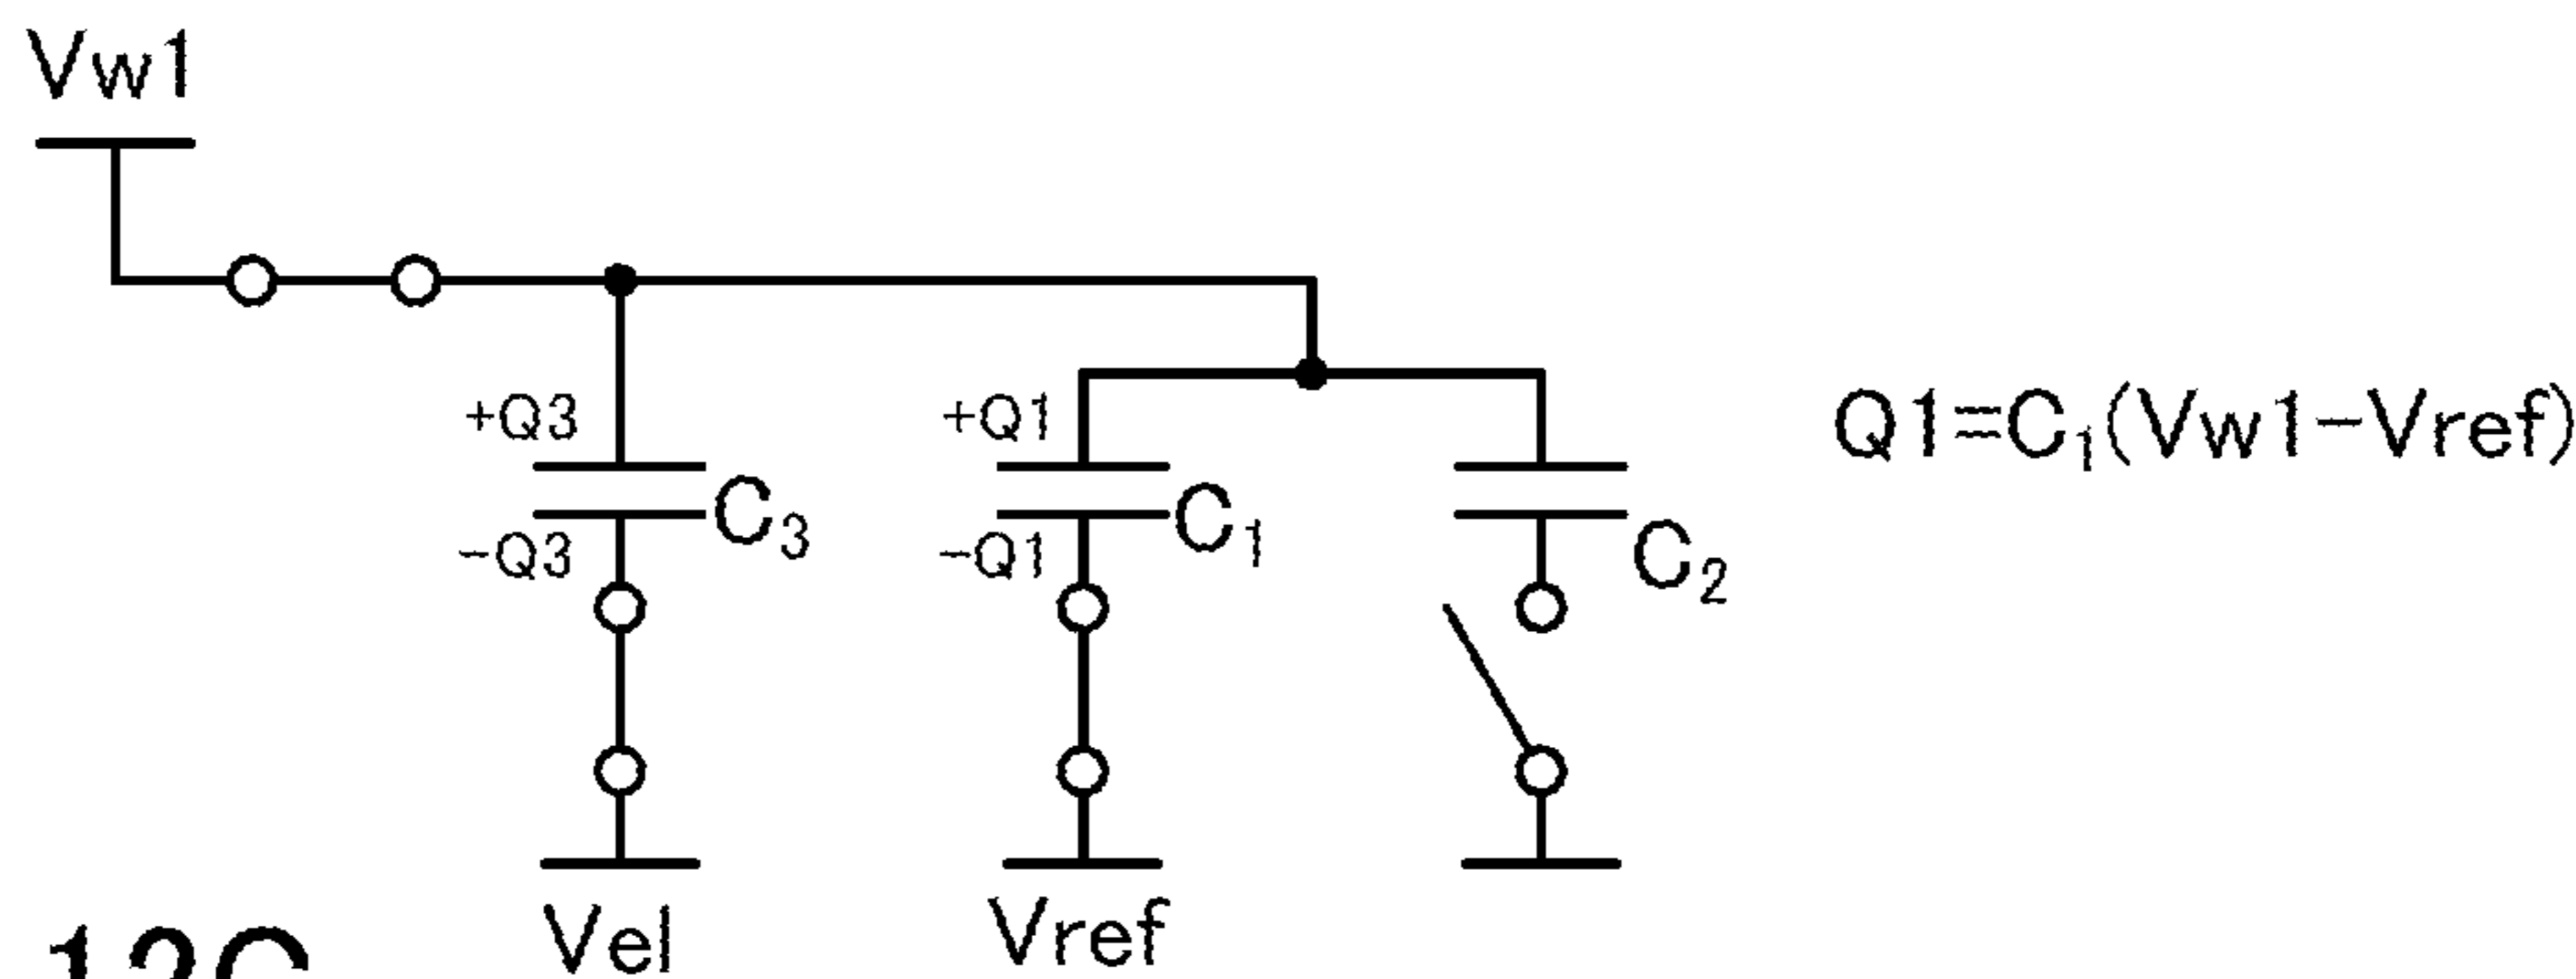 Vw1
+Q3
+Q1
Q1=C₁(Vw1-Vref)
C₃
C₁
-Q3
-Q1
C₂
Vel
Vref